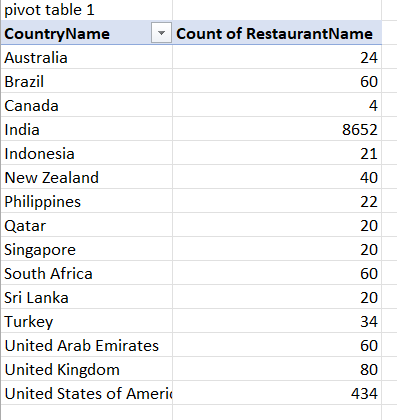 pivot table 1
CountryName Count of RestaurantName
Australia 24
Brazil 60
Canada 4
India 8652
Indonesia 21
New Zealand 40
Philippines 22
Qatar 20
Singapore 20
South Africa 60
Sri Lanka 20
Turkey 34
United Arab Emirates 60
United Kingdom 80
United States of Americ 434